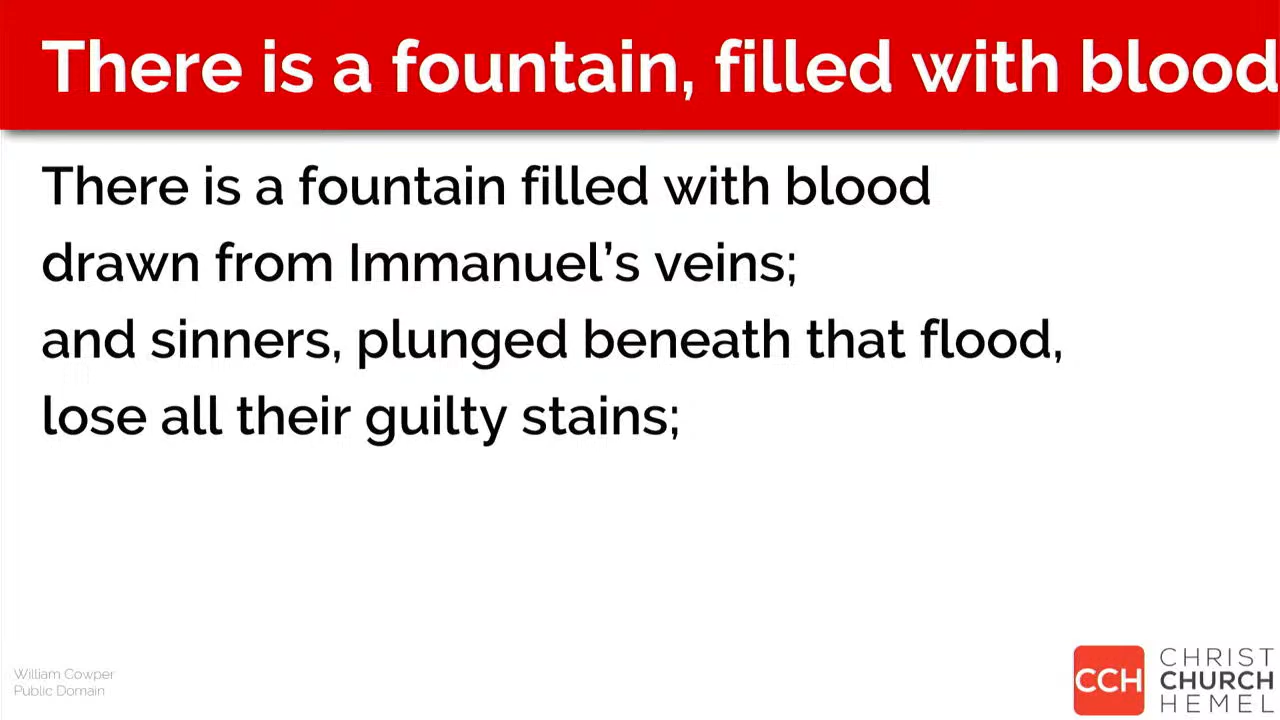 There is a fountain, filled with blood
There is a fountain filled with blood
drawn from Immanuel’s veins;
and sinners, plunged beneath that flood,
lose all their guilty stains;
William Cowper
Public Domain
CCH
CHRIST
CHURCH
HEMEL